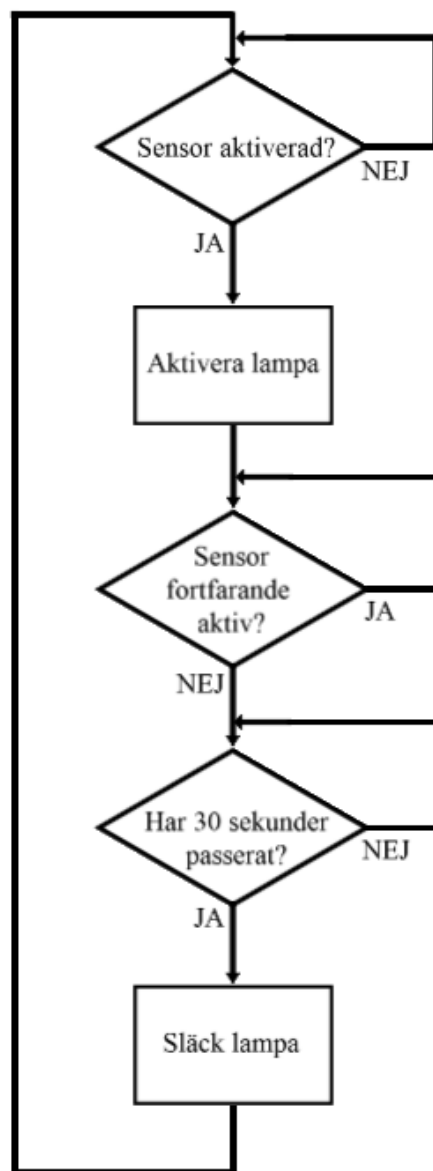 Sensor aktiverad?
NEJ
JA
Aktivera lampa
Sensor
fortfarande
aktiv?
JA
NEJ
Har 30 sekunder
passerat?
NEJ
JA
Släck lampa